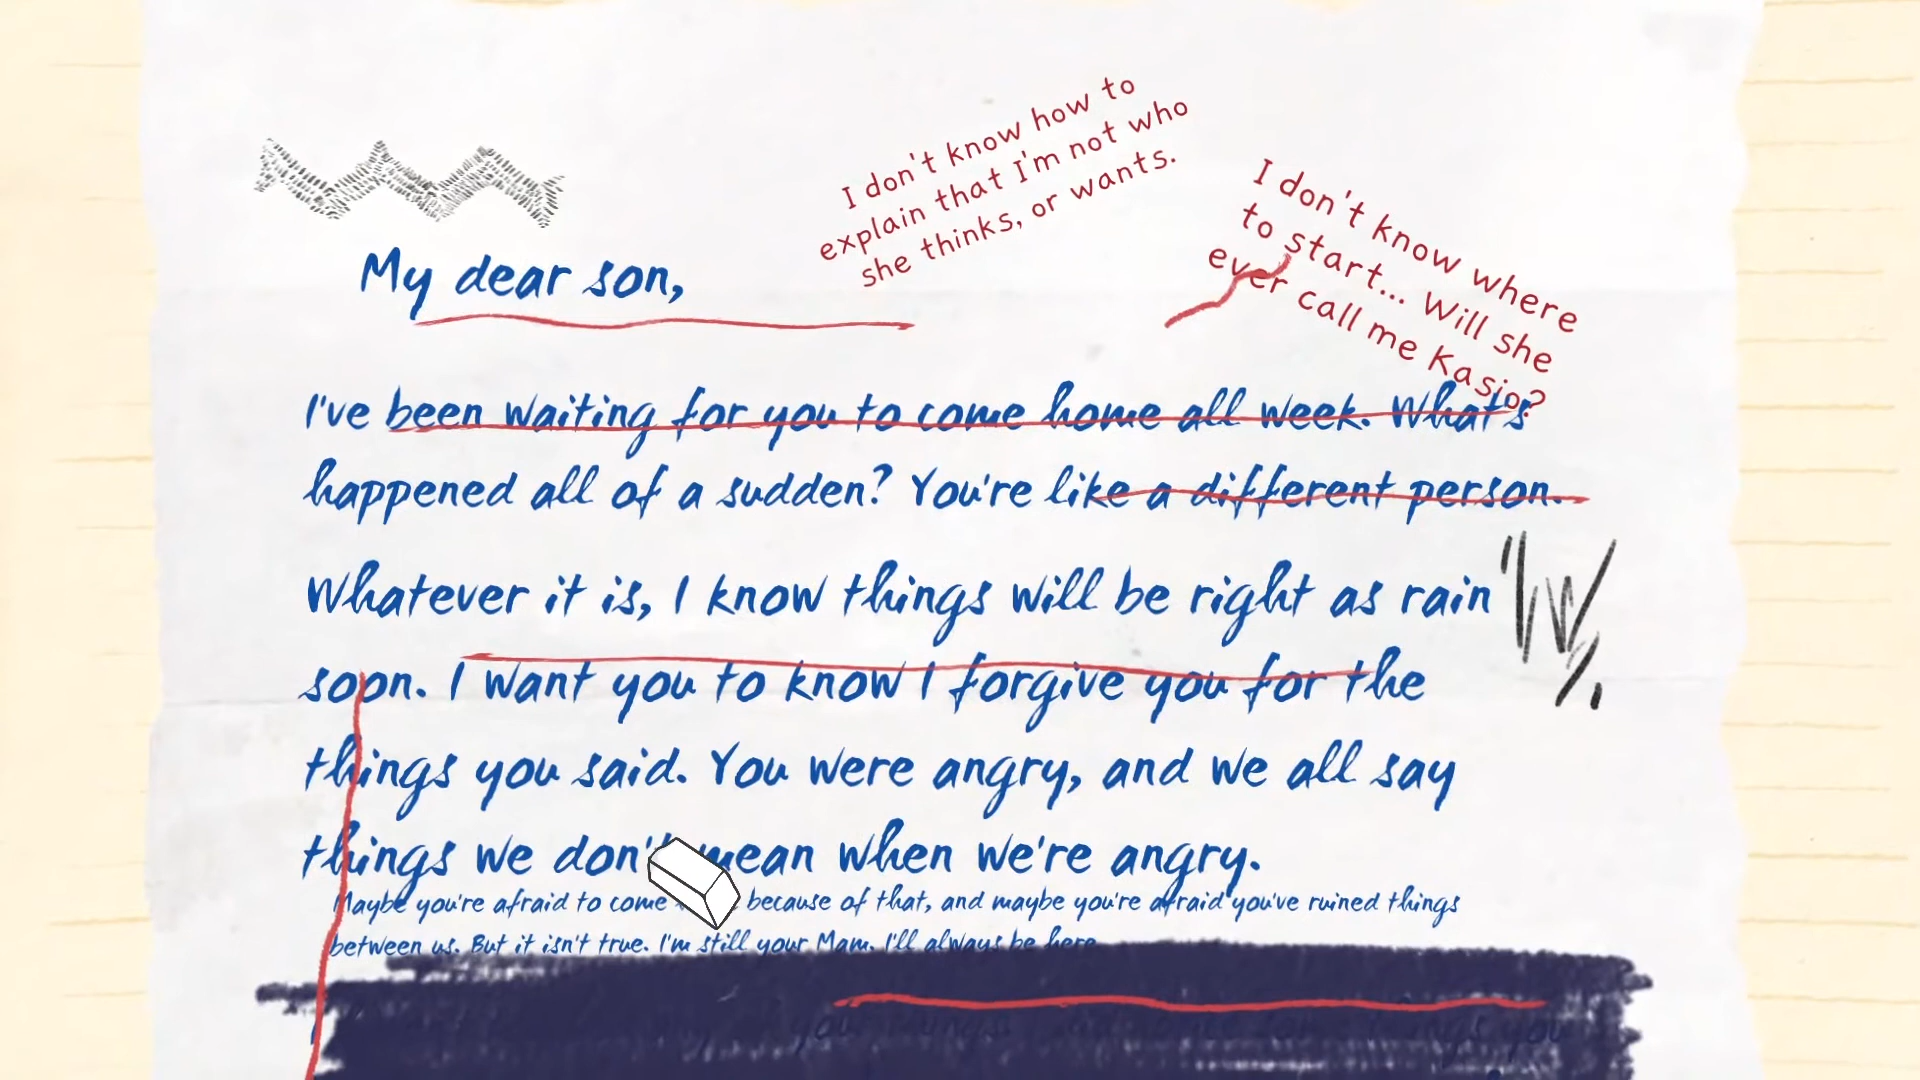 I don't know how to
explain that I'm not who
she thinks, or wants.
I don't know where
to start... Will she
ever call me Kasio?
My dear son,
I've been waiting for you to come home all week. What's
happened all of a sudden? You're like a different person.
Whatever it is, I know things will be right as rain
soon. I want you to know I forgive you for the
things you said. You were angry, and we all say
things we don't mean when we're angry.
Maybe you're afraid to come because of that, and maybe you're afraid you've ruined things
between us. But it isn't true. I'm still your Mam. I'll always be here
you